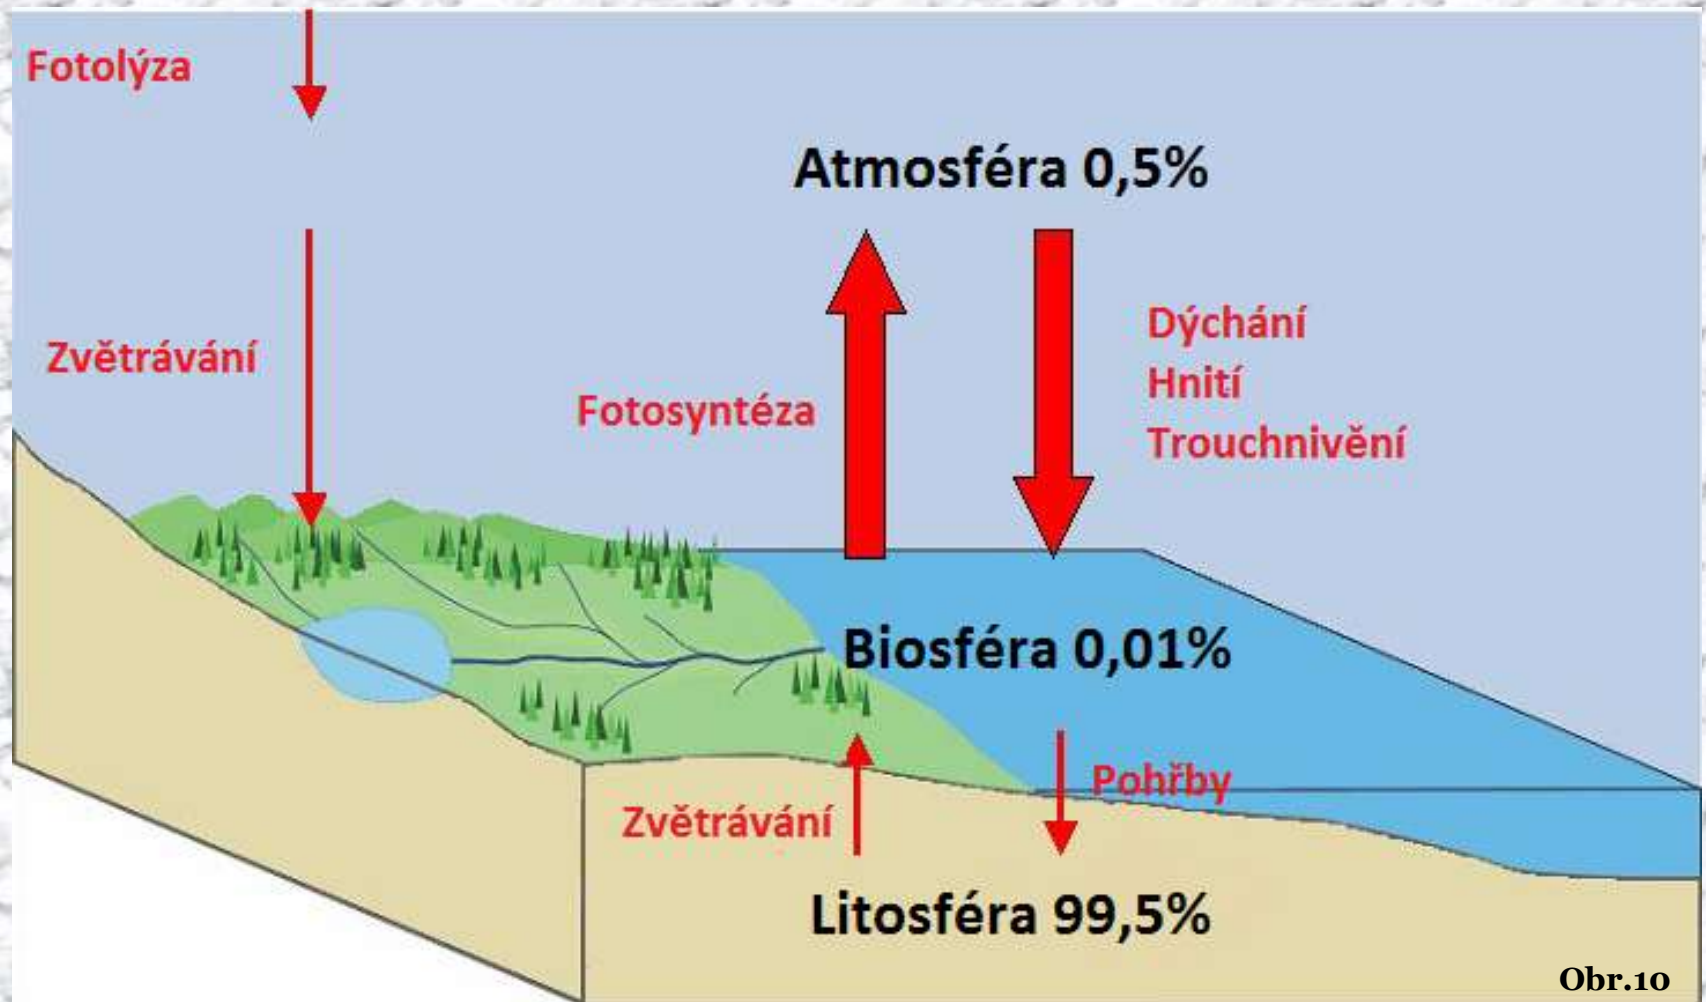 Fotolýza
Atmosféra 0,5%
Zvětrávání
Fotosyntéza
Dýchání
Hnití
Trouchnivění
Biosféra 0,01%
Pohřby
Zvětrávání
Litosféra 99,5%
Obr.10